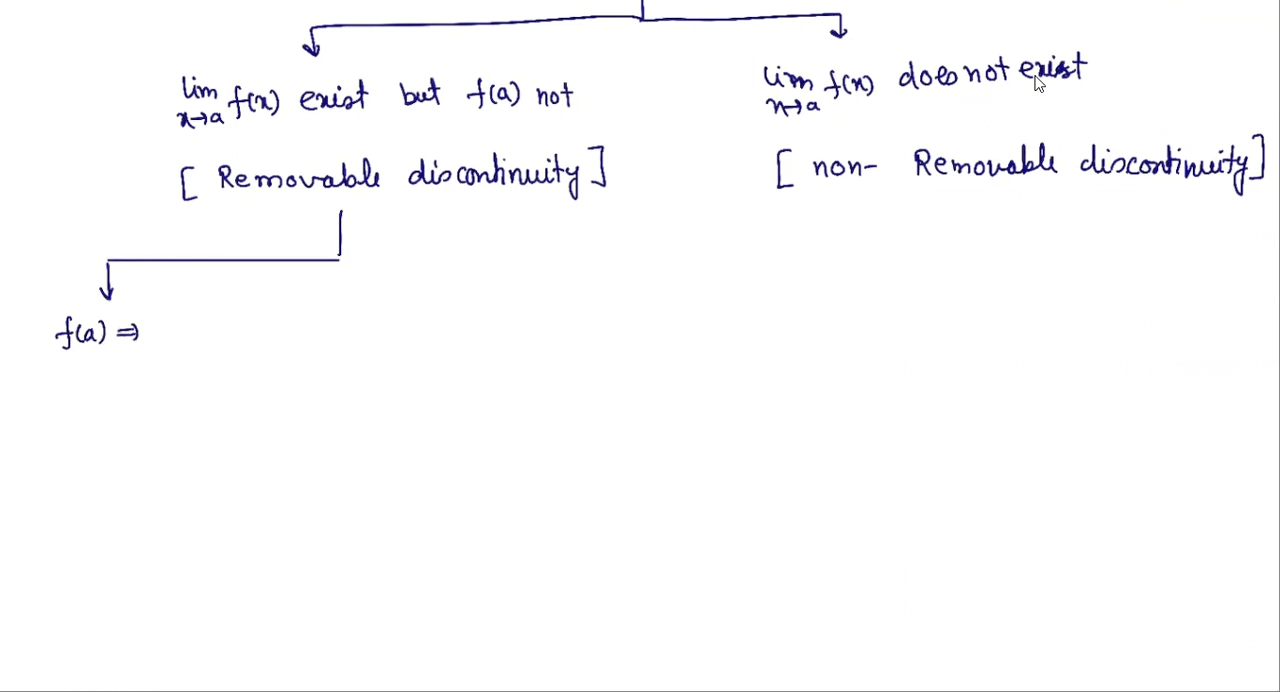 lim x→a f(x) exist but f(a) not
[ Removable discontinuity ]
f(a) ⇒
lim x→a f(x) does not exist
[ non- Removable discontinuity ]